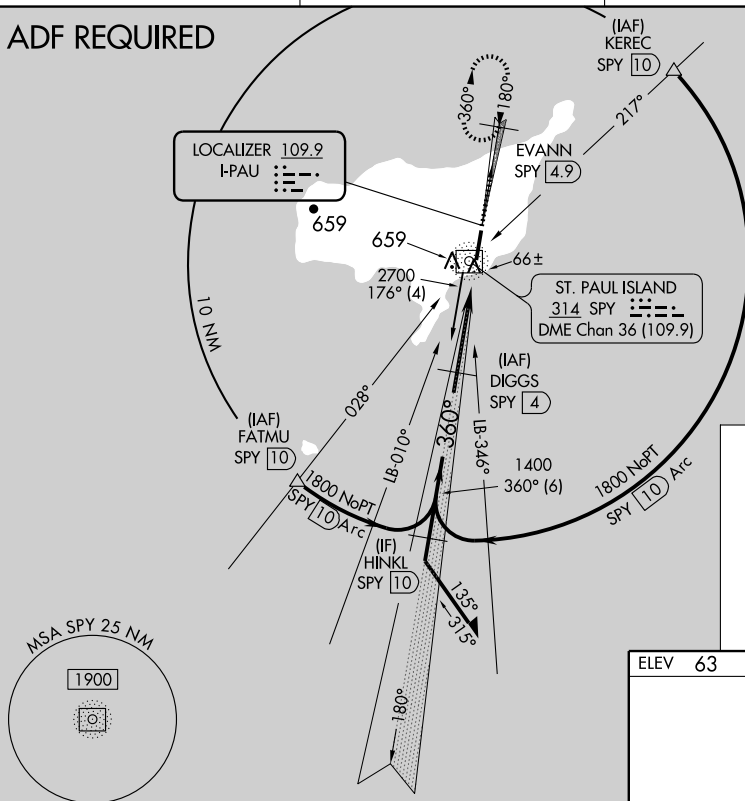 ADF REQUIRED
(IAF)
KEREC
SPY 10
217°
360°
180°
LOCALIZER 109.9
I-PAU
EVANN
SPY 4.9
659
659
66±
2700
176° (4)
ST. PAUL ISLAND
314 SPY
DME Chan 36 (109.9)
10 NM
(IAF)
DIGGS
SPY 4
028°
LB-010°
360°
LB-346°
(IAF)
FATMU
SPY 10
1400
360° (6)
1800 NoPT
SPY 10 Arc
1800 NoPT
SPY 10 Arc
(IF)
HINKL
SPY 10
135°
315°
180°
MSA SPY 25 NM
1900
ELEV 63